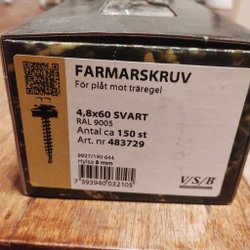 FARMARSKRUV
För plåt mot träregel
4,8x60 SVART
RAL 9005
Antal ca 150 st
Art. nr 483729
9927/190 644
Hylsa 8 mm
7393940032105
V/S/B